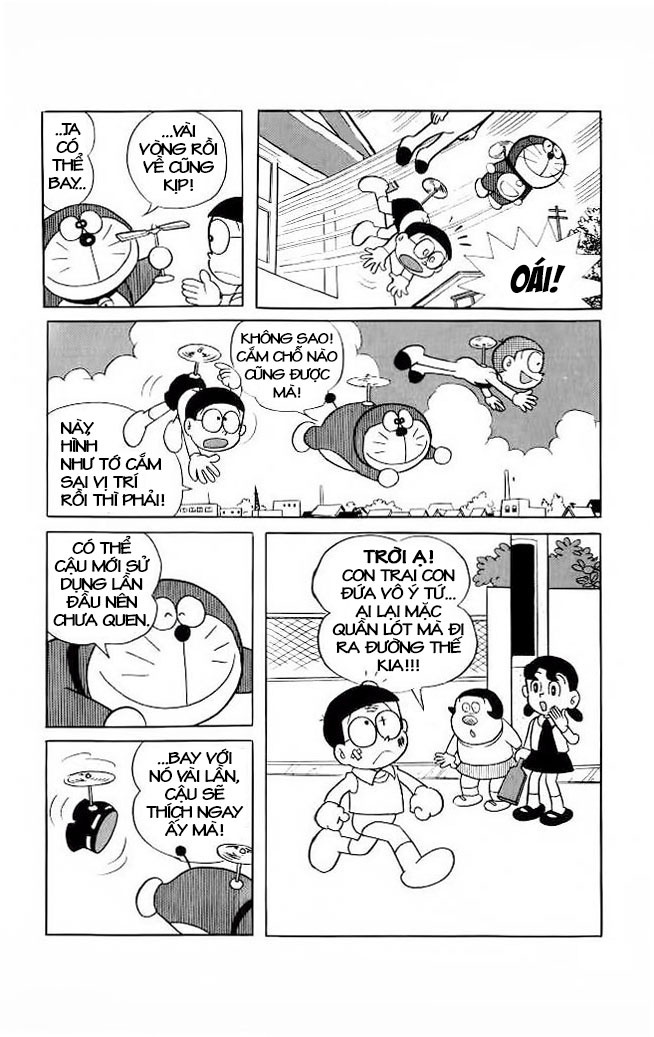 ..TA
CÓ
THỂ
BAY..
...VÀI
VÒNG RỒI
VỀ CŨNG
KỊP!
OÁI!
NÀY,
HÌNH
NHƯ TỚ CẮM
SAI VỊ TRÍ
RỒI THÌ PHẢI!
KHÔNG SAO!
CẮM CHỖ NÀO
CŨNG ĐƯỢC
MÀ!
CÓ THỂ
CẬU MỚI SỬ
DỤNG LẦN
ĐẦU NÊN
CHƯA QUEN.
...BAY VỚI
NÓ VÀI LẦN,
CẬU SẼ
THÍCH NGAY
ẤY MÀ!
TRỜI Ạ!
CON TRAI CON
ĐỨA VÔ Ý TỨ...
AI LẠI MẶC
QUẦN LÓT MÀ ĐI
RA ĐƯỜNG THẾ
KIA!!!